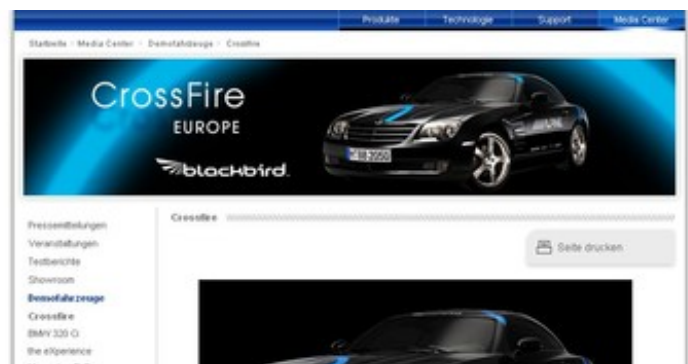 Produkte Technologie Support Media Center
Startseite - Media Center - Demofahrzeuge - Crossfire
CrossFire
EUROPE
blackbird.
Crossfire
Seite drucken
Pressemitteilungen
Veranstaltungen
Testberichte
Showroom
Demofahrzeuge
Crossfire
BMW 320 Ci
the eXperience